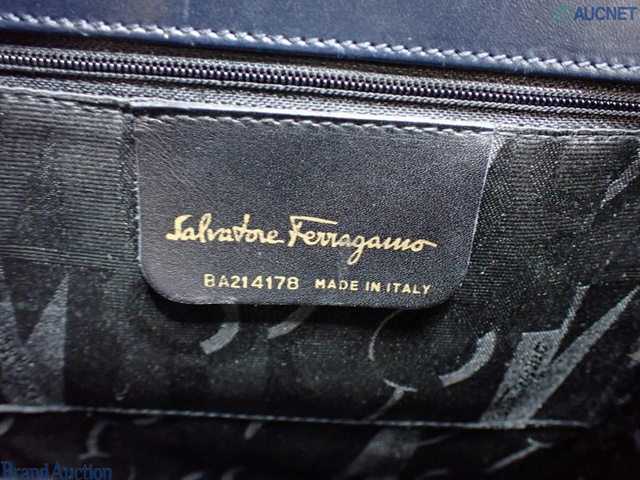 AUCNET
Salvatore Ferragamo
BA214178 MADE IN ITALY
Brand Auction